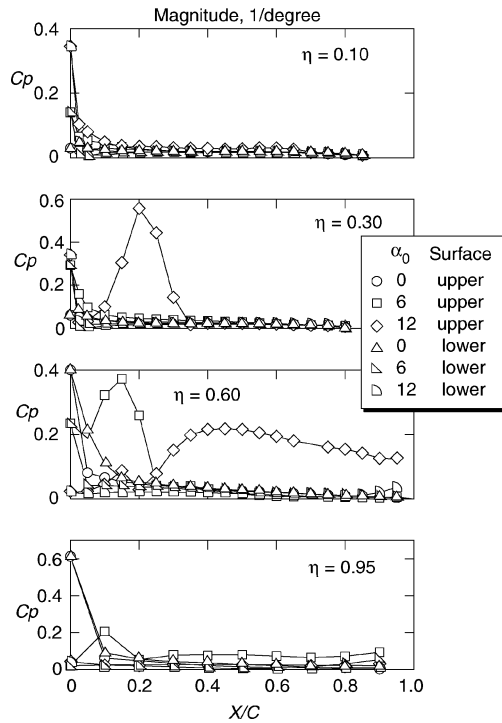 Magnitude, 1/degree
0.4
Cp
0.2
0
η = 0.10
0.6
0.4
Cp
0.2
0
η = 0.30
α0 Surface
0 upper
6 upper
12 upper
0 lower
6 lower
12 lower
0.4
Cp
0.2
0
η = 0.60
0.6
0.4
Cp
0.2
0
η = 0.95
0 0.2 0.4 0.6 0.8 1.0
X/C